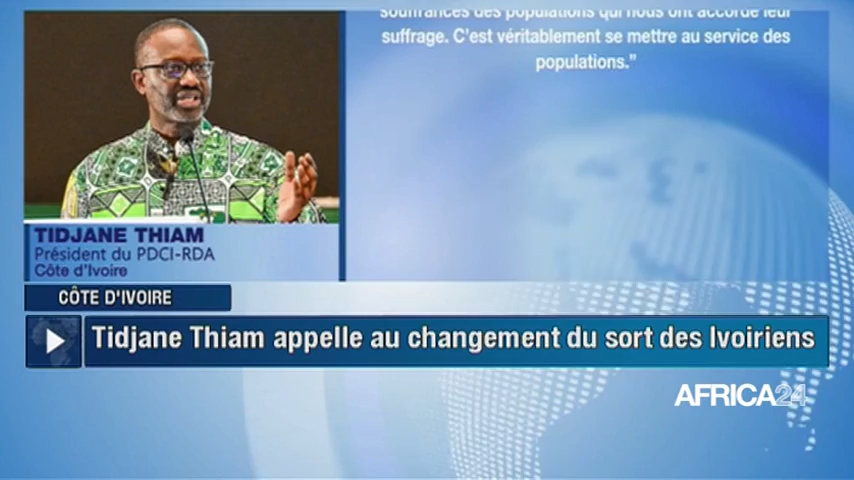 souffrances des populations qui nous ont accordé leur
suffrage. C'est véritablement se mettre au service des
populations.”
TIDJANE THIAM
Président du PDCI-RDA
Côte d'Ivoire
CÔTE D'IVOIRE
Tidjane Thiam appelle au changement du sort des Ivoiriens
AFRICA24